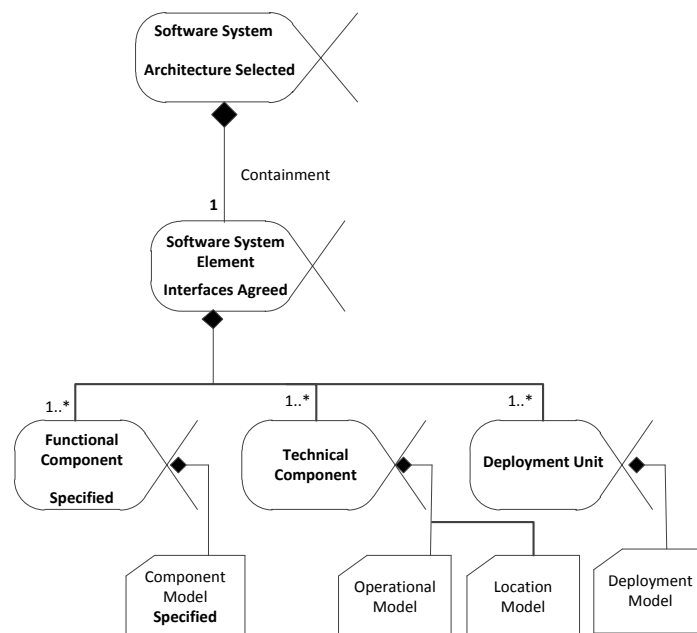 Software System
Architecture Selected
Containment
1
Software System
Element
Interfaces Agreed
1..*
1..*
1..*
Functional
Component
Specified
Technical
Component
Deployment Unit
Component
Model
Specified
Operational
Model
Location
Model
Deployment
Model